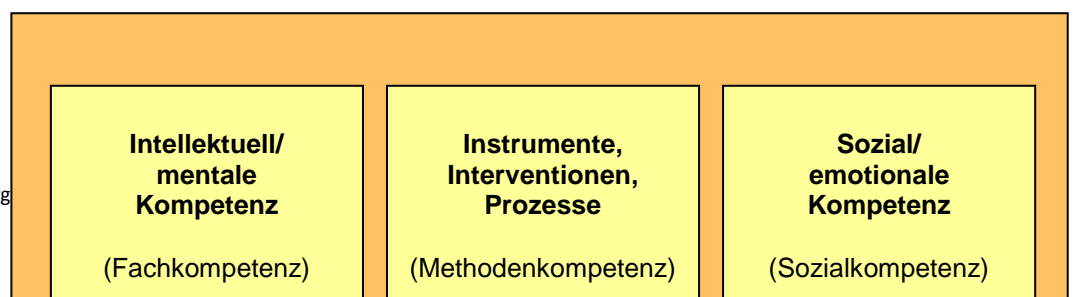 Intellektuell/
mentale
Kompetenz
(Fachkompetenz)
Instrumente,
Interventionen,
Prozesse
(Methodenkompetenz)
Sozial/
emotionale
Kompetenz
(Sozialkompetenz)